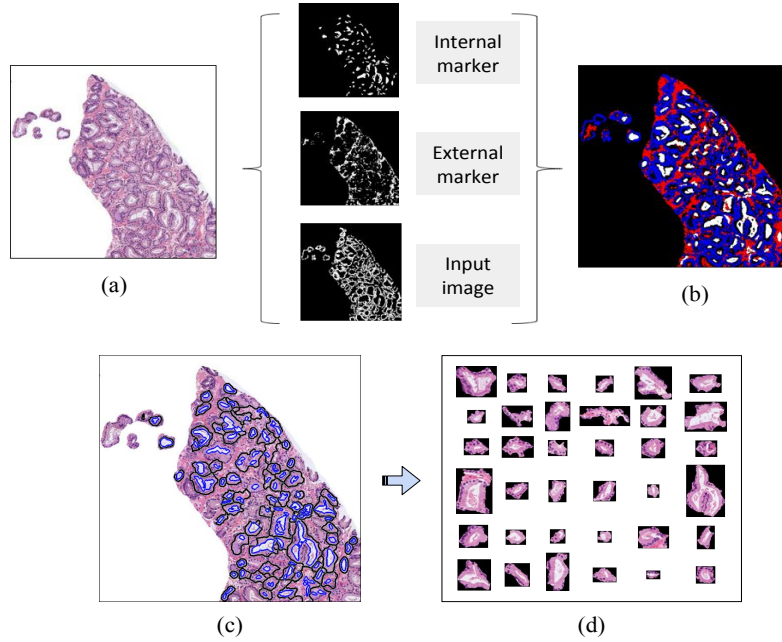 Internal
marker
External
marker
Input
image
(a)
(b)
(c)
(d)